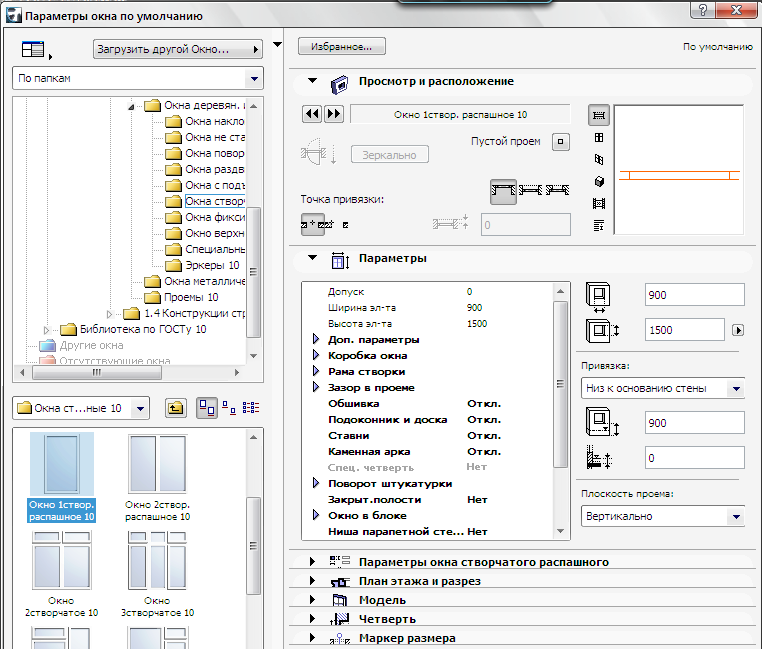 Параметры окна по умолчанию
Загрузить другой Окно...
По папкам
Окна деревян.
Окна накло
Окна не ста
Окна повор
Окна раздв
Окна с подъ
Окна створч
Окна фикси
Окно верхн
Специальнь
Эркеры 10
Окна металличе
Проемы 10
1.4 Конструкции стр
Библиотека по ГОСТу 10
Другие окна
Отсутствующие окна
Окна ст...ные 10
Окно 1створ.
распашное 10
Окно 2створ.
распашное 10
Окно
2створчатое 10
Окно
3створчатое 10
Избранное...
По умолчанию
Просмотр и расположение
Окно 1створ. распашное 10
Пустой проем
Зеркально
Точка привязки:
0
Параметры
Допуск 0
Ширина эл-та 900
Высота эл-та 1500
Доп. параметры
Коробка окна
Рама створки
Зазор в проеме
Обшивка Откл.
Подоконник и доска Откл.
Ставни Откл.
Каменная арка Откл.
Спец. четверть Нет
Поворот штукатурки
Закрыт.полости Нет
Окно в блоке
Ниша парапетной сте... Нет
900
1500
Привязка:
Низ к основанию стены
900
0
Плоскость проема:
Вертикально
Параметры окна створчатого распашного
План этажа и разрез
Модель
Четверть
Маркер размера